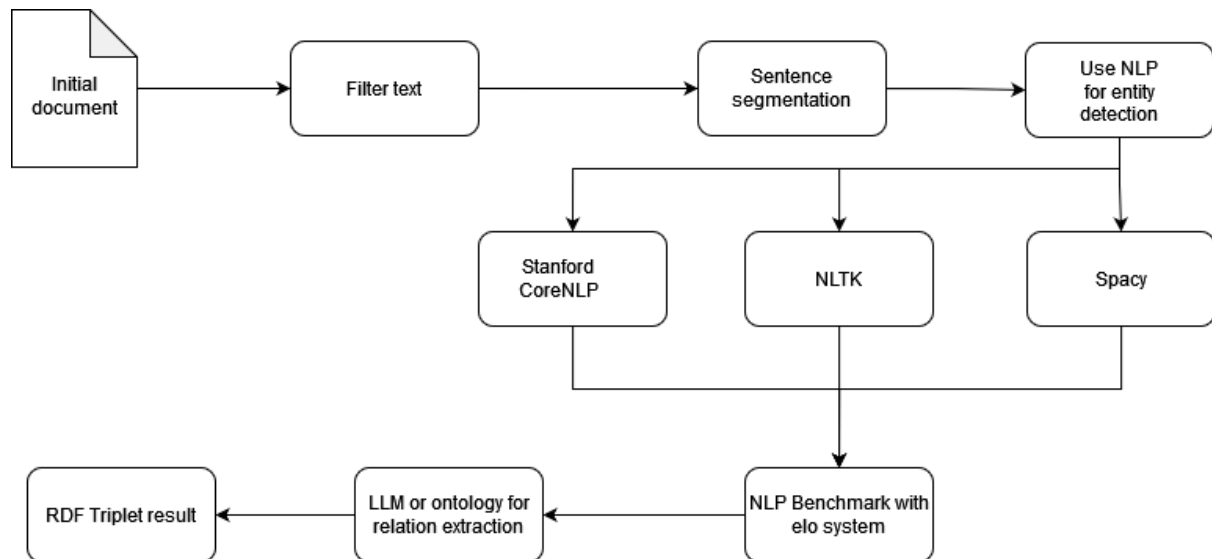 Initial
document
Filter text
Sentence
segmentation
Use NLP
for entity
detection
Stanford
CoreNLP
NLTK
Spacy
RDF Triplet result
LLM or ontology for
relation extraction
NLP Benchmark with
elo system